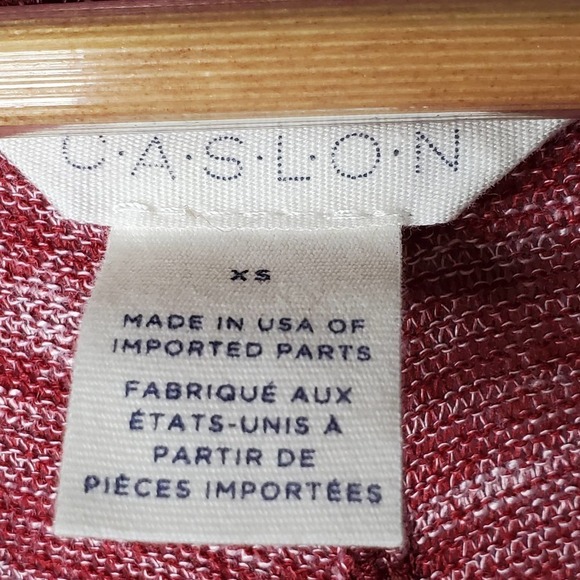 C·A·S·L·O·N
XS
MADE IN USA OF
IMPORTED PARTS
FABRIQUÉ AUX
ÉTATS-UNIS À
PARTIR DE
PIÈCES IMPORTÉES